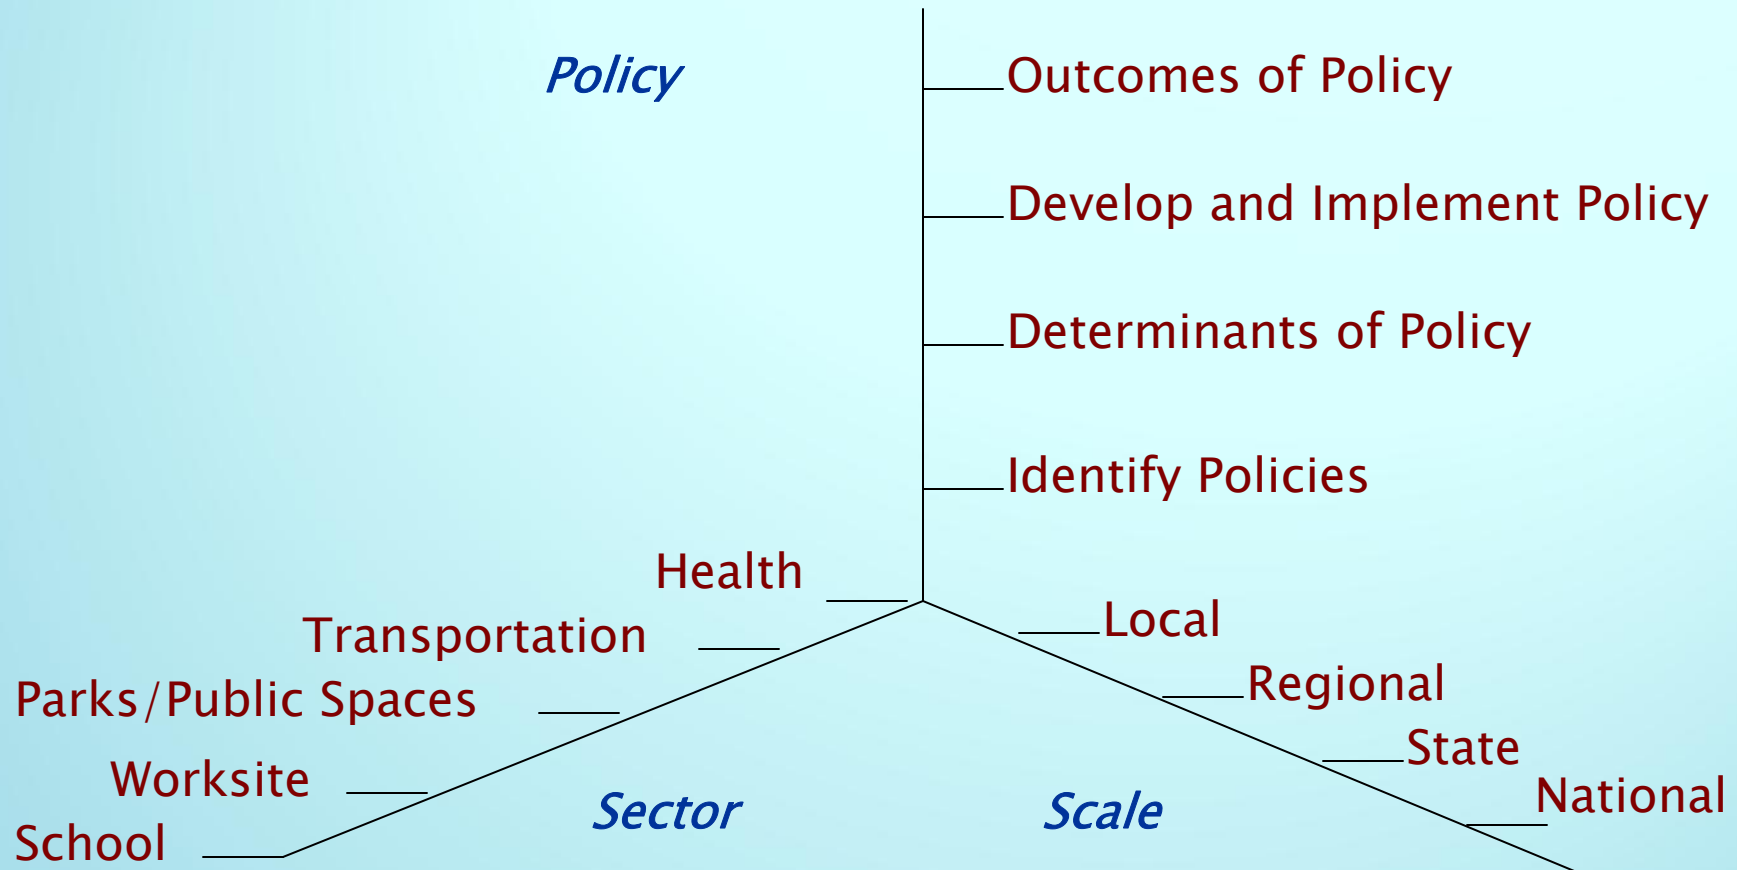 Policy
Outcomes of Policy
Develop and Implement Policy
Determinants of Policy
Identify Policies
Health
Transportation
Parks/Public Spaces
Worksite
School
Sector
Local
Regional
State
National
Scale